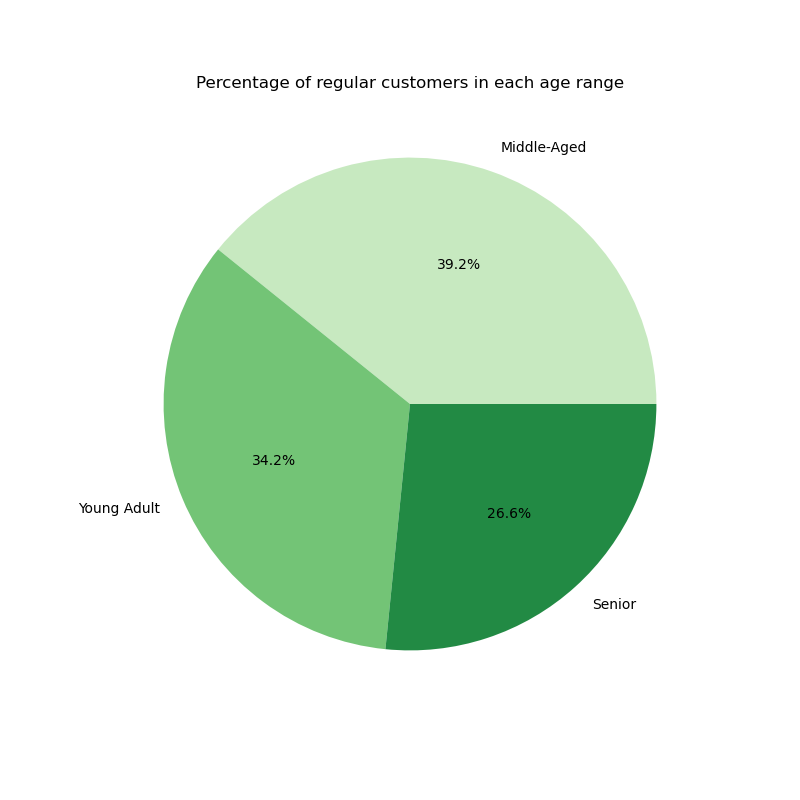 Percentage of regular customers in each age range
Middle-Aged
39.2%
34.2%
Young Adult
26.6%
Senior